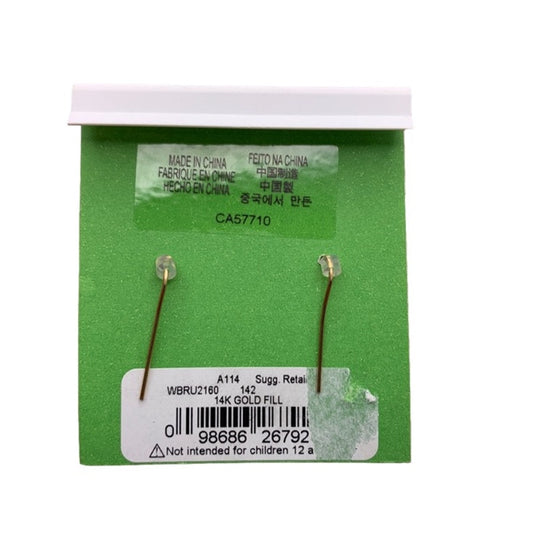 MADE IN CHINA
FABRIQUE EN CHINE
HECHO EN CHINA
FEITO NA CHINA
中国制造
中國製
중국에서 만든
CA57710
A114 Sugg. Retai
WBRU2160 142
14K GOLD FILL
0 98686 26792
⚠Not intended for children 12 a